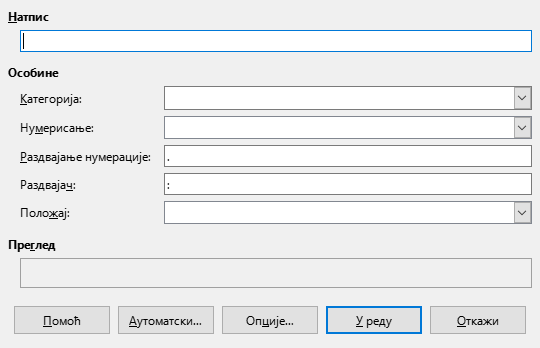 Натпис
Особине
Категорија:
Нумерисање:
Раздвајање нумерације: .
Раздвајач: :
Положај:
Преглед
Помоћ Аутоматски... Опције... У реду Откажи